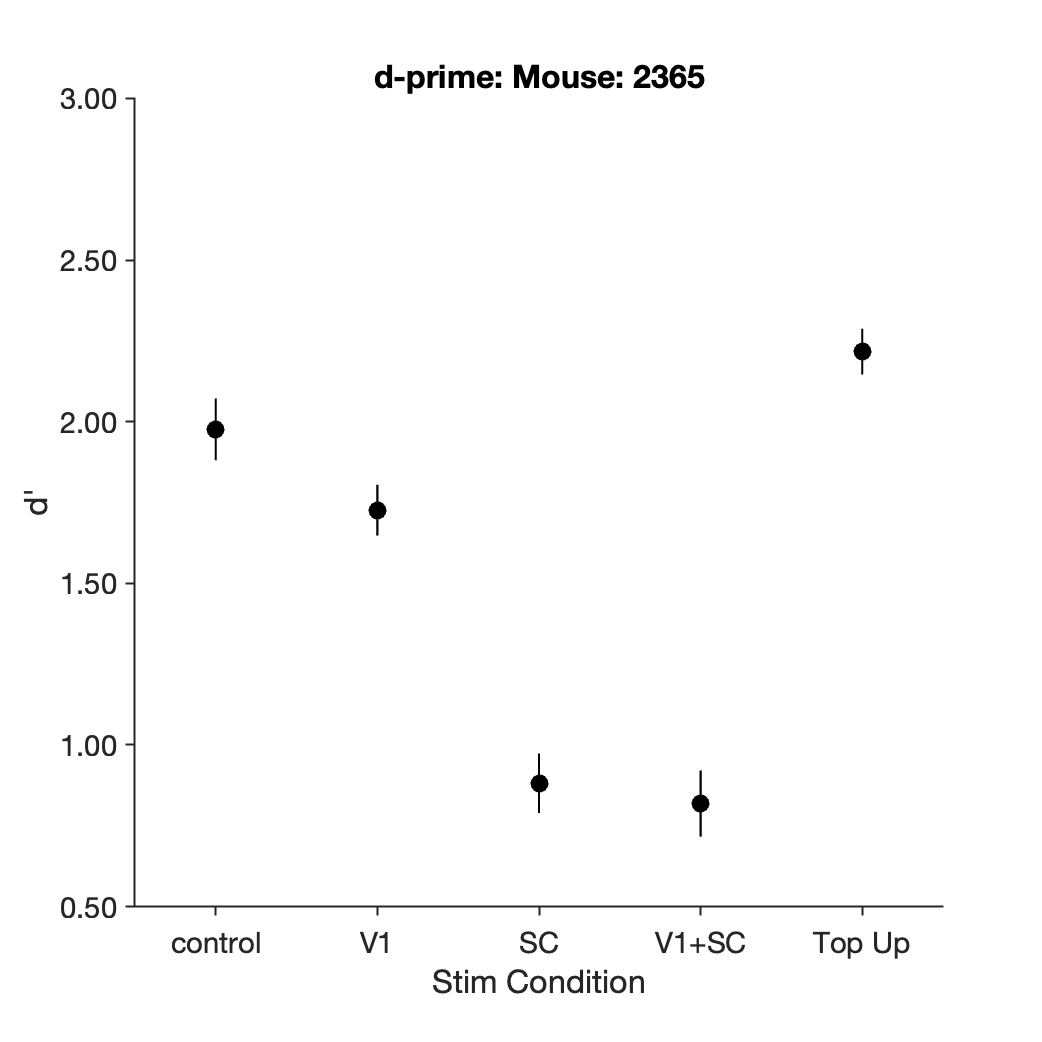 d-prime: Mouse: 2365
3.00
2.50
2.00
1.50
1.00
0.50
d'
control V1 SC V1+SC Top Up
Stim Condition